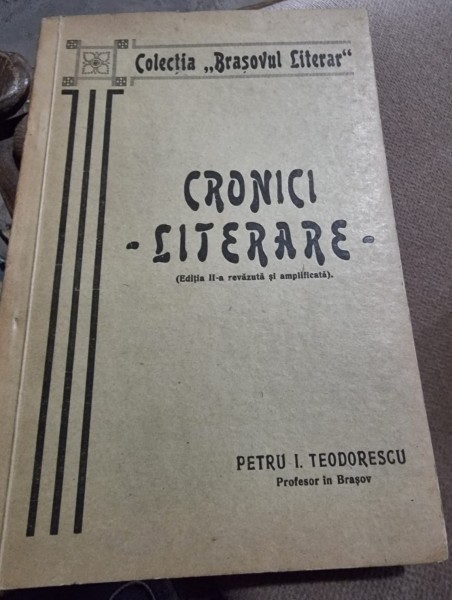 Colecția „Brașovul Literar“
CRONICI
- LITERARE -
(Ediția II-a revăzută și amplificată).
PETRU I. TEODORESCU
Profesor în Brașov